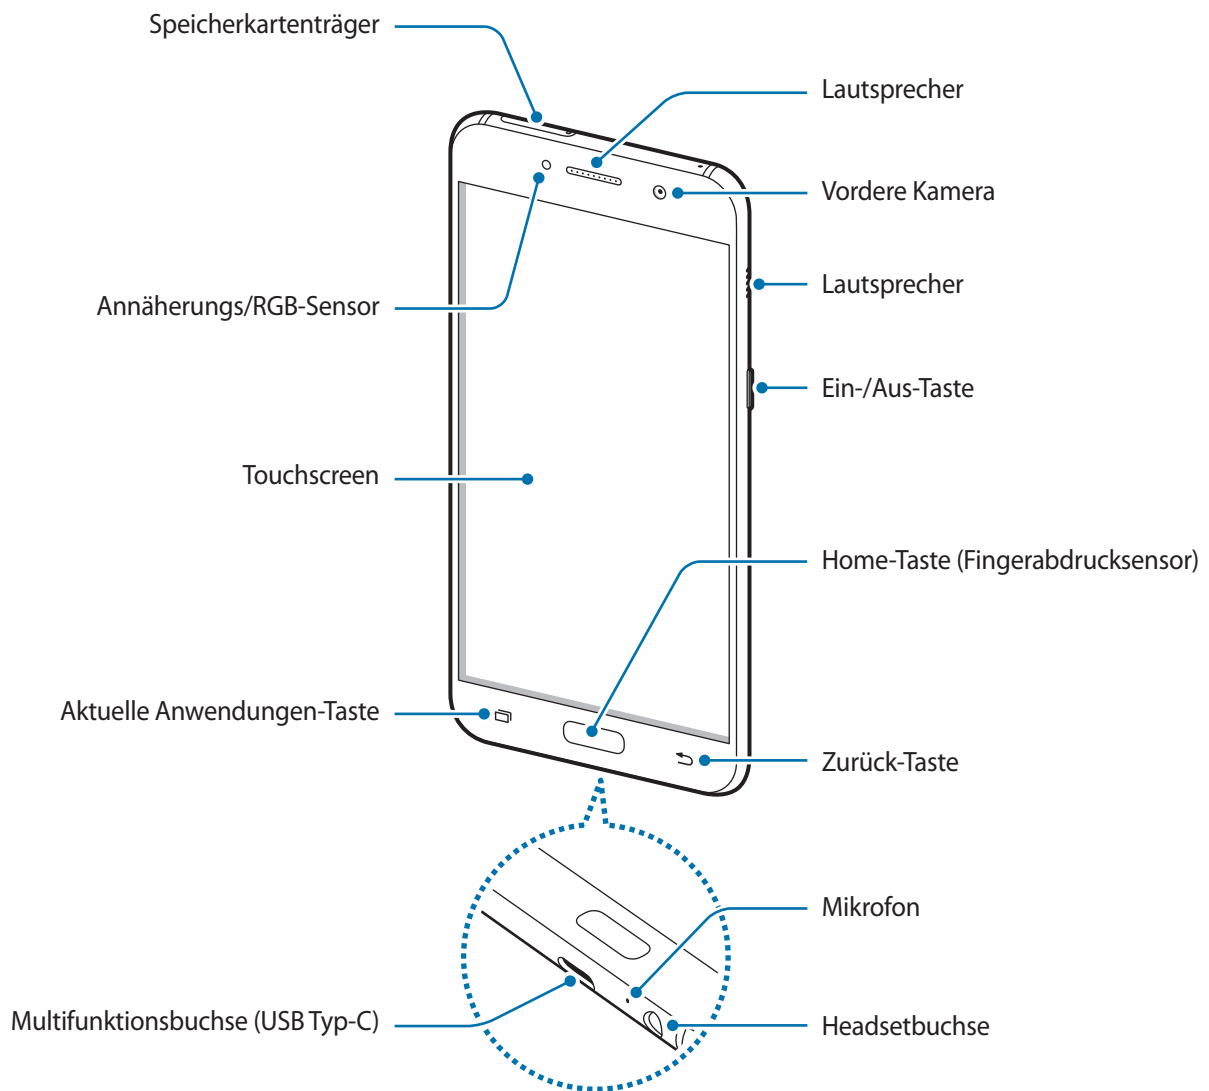 Speicherkartenträger
Lautsprecher
Vordere Kamera
Lautsprecher
Annäherungs/RGB-Sensor
Ein-/Aus-Taste
Touchscreen
Home-Taste (Fingerabdrucksensor)
Aktuelle Anwendungen-Taste
Zurück-Taste
Mikrofon
Multifunktionsbuchse (USB Typ-C)
Headsetbuchse